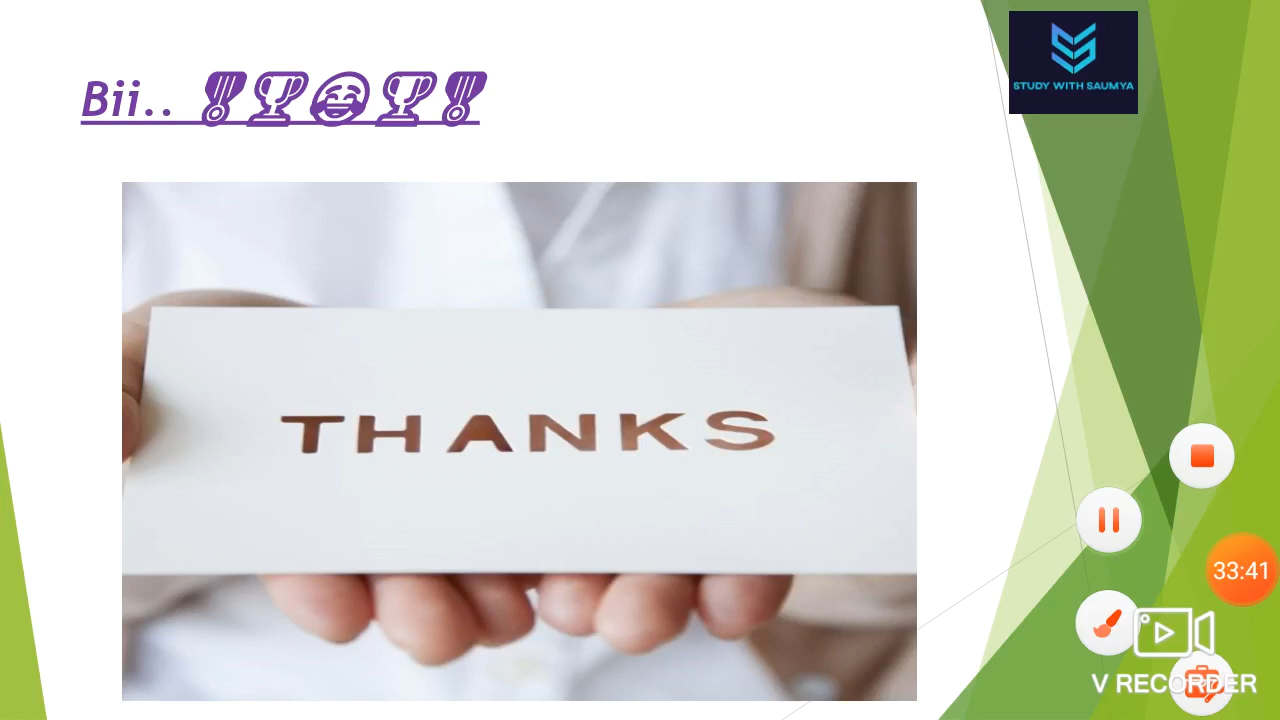 Bii.. 🎖🏆😂🏆🎖
STUDY WITH SAUMYA
THANKS
33:41
V RECORDER